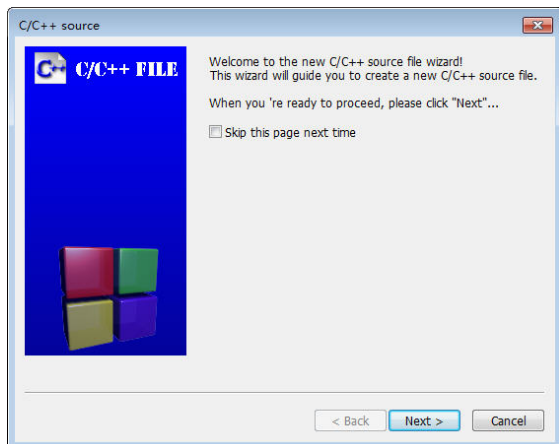 C/C++ source
C++ C/C++ FILE
Welcome to the new C/C++ source file wizard!
This wizard will guide you to create a new C/C++ source file.
When you 're ready to proceed, please click "Next"...
Skip this page next time
< Back Next > Cancel